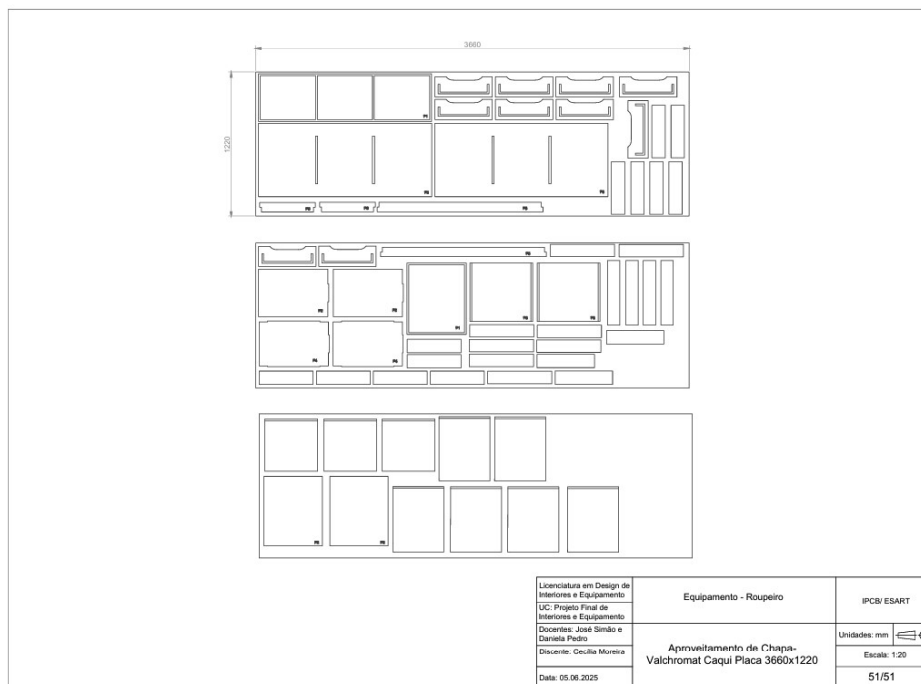 3660
1220
Licenciatura em Design de
Interiores e Equipamento
UC: Projeto Final de
Interiores e Equipamento
Docentes: José Simão e
Daniela Pedro
Discente: Cecília Moreira
Data: 05.06.2025
Equipamento - Roupeiro
Aproveitamento de Chapa-
Valchromat Caqui Placa 3660x1220
IPCB/ ESART
Unidades: mm
Escala: 1:20
51/51